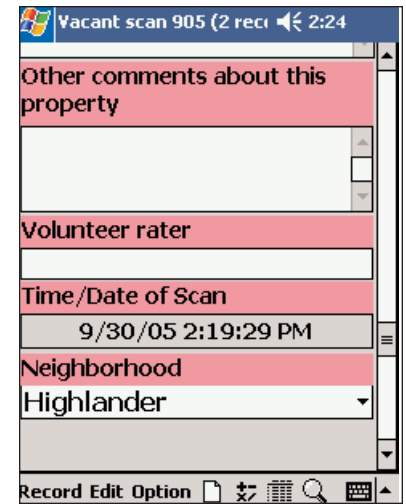 Vacant scan 905 (2 reci 2:24
Other comments about this
property
Volunteer rater
Time/Date of Scan
9/30/05 2:19:29 PM
Neighborhood
Highlander
Record Edit Option